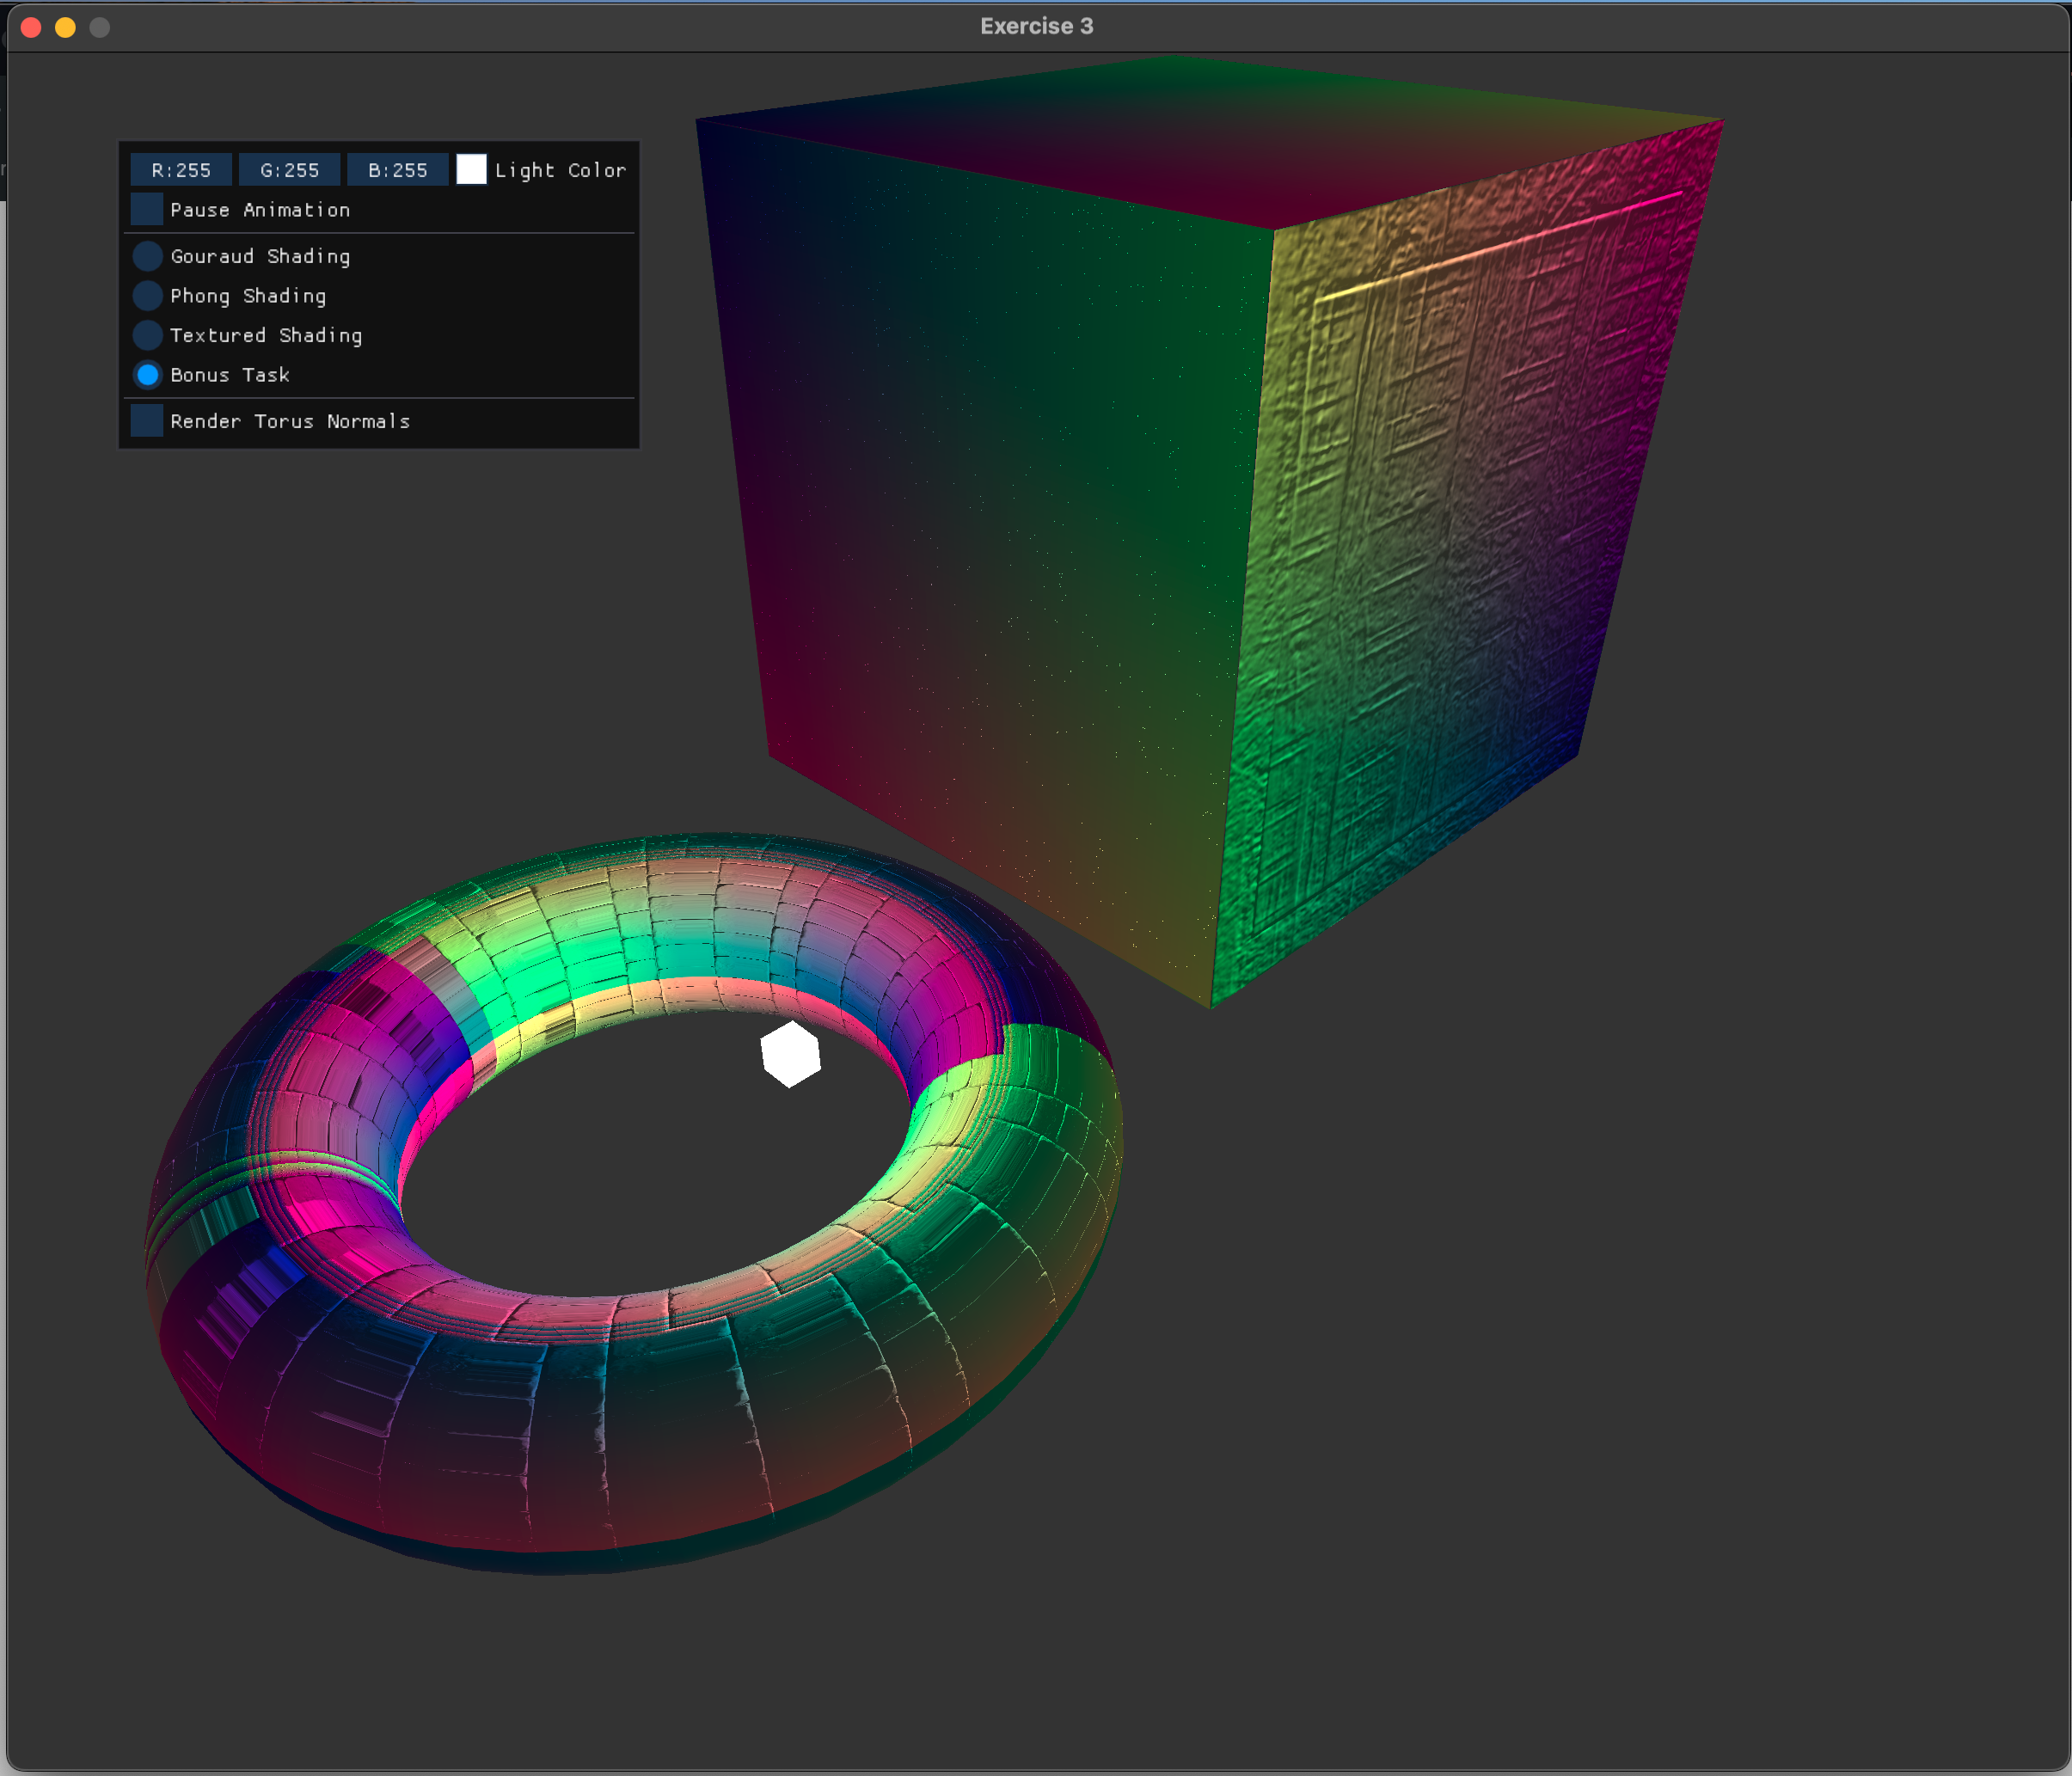 Exercise 3
R:255 G:255 B:255 Light Color
Pause Animation
Gouraud Shading
Phong Shading
Textured Shading
Bonus Task
Render Torus Normals